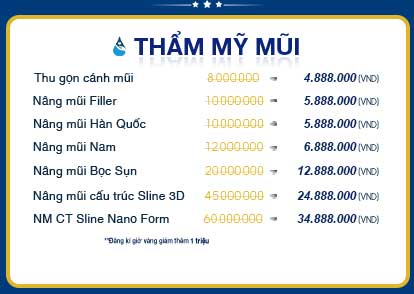 THẨM MỸ MŨI
Thu gọn cánh mũi 8.000.000 4.888.000 (VND)
Nâng mũi Filler 10.000.000 5.888.000 (VND)
Nâng mũi Hàn Quốc 10.000.000 5.888.000 (VND)
Nâng mũi Nam 12.000.000 6.888.000 (VND)
Nâng mũi Bọc Sụn 20.000.000 12.888.000 (VND)
Nâng mũi cấu trúc Sline 3D 45.000.000 24.888.000 (VND)
NM CT Sline Nano Form 60.000.000 34.888.000 (VND)
**Đăng kí giờ vàng giảm thêm 1 triệu